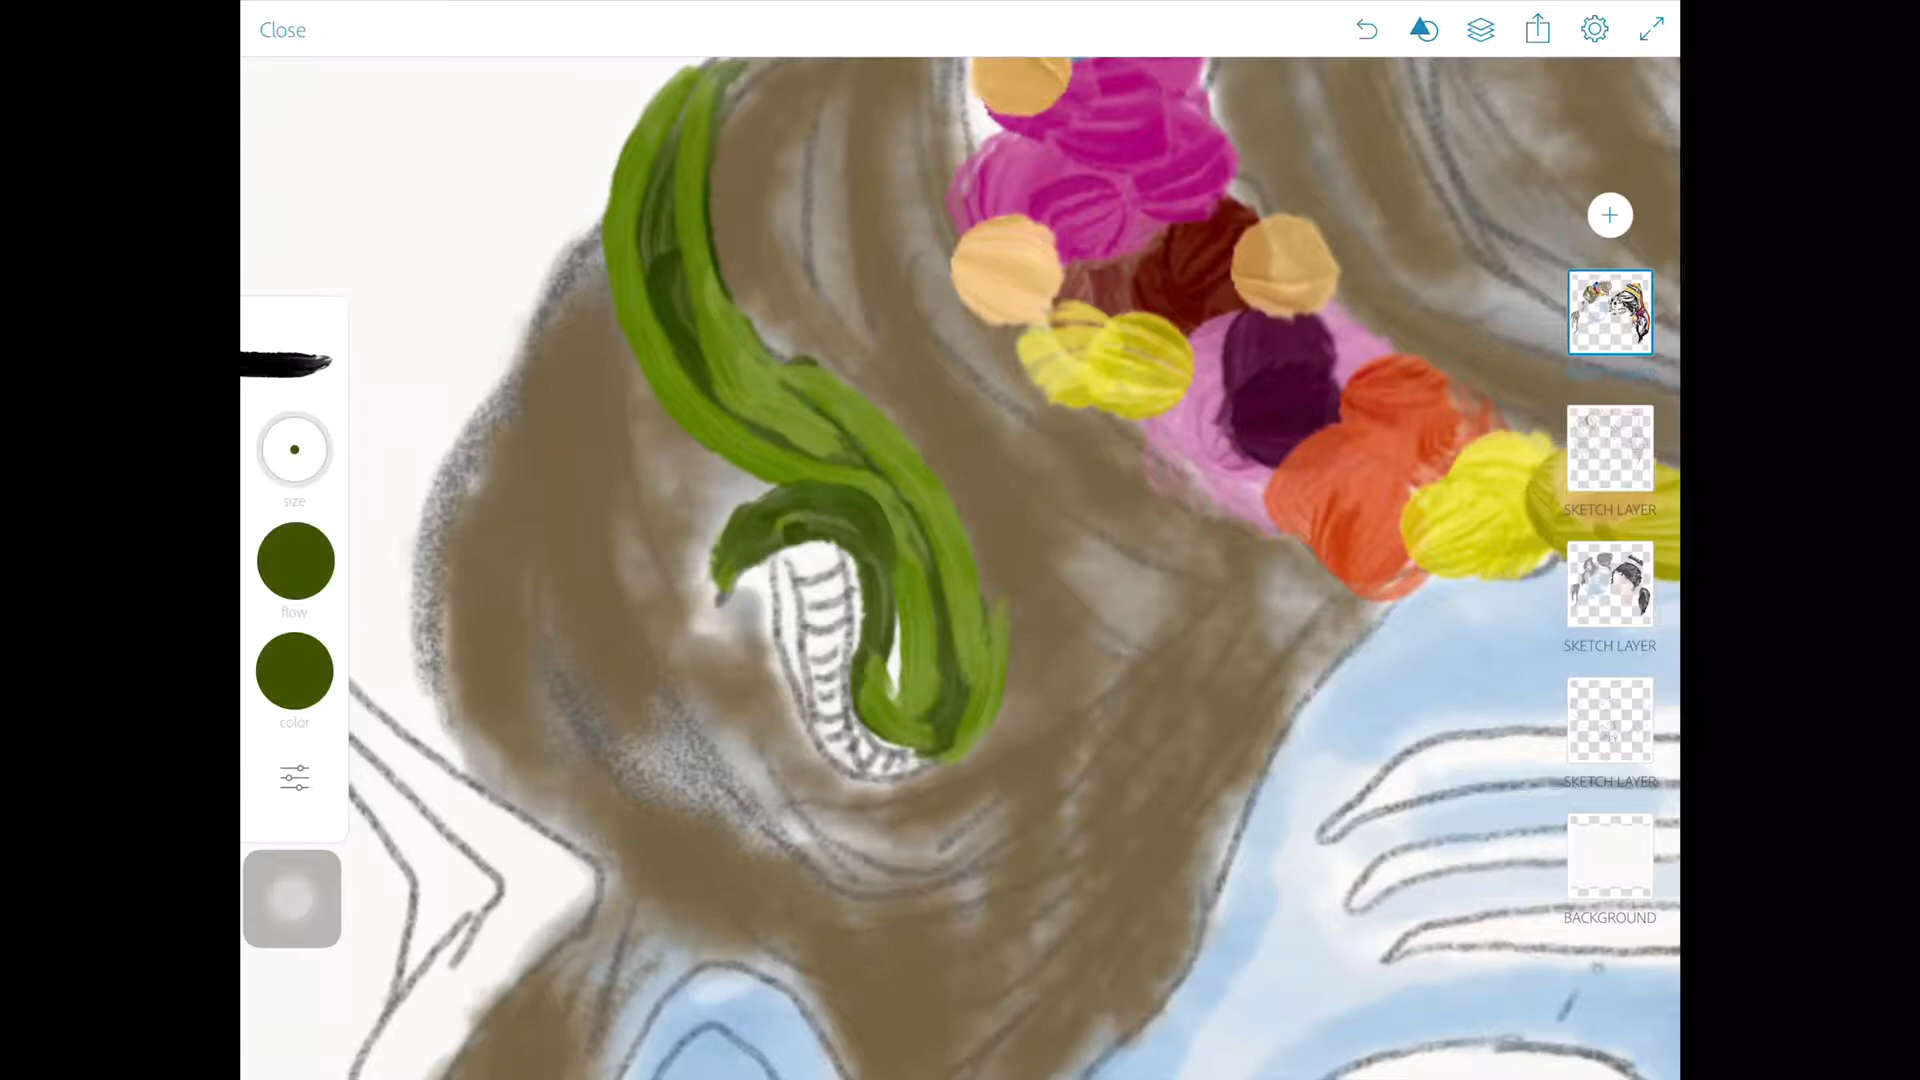 Close
size
flow
color
SKETCH LAYER
SKETCH LAYER
SKETCH LAYER
BACKGROUND